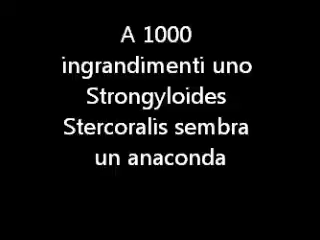 A 1000
ingrandimenti uno
Strongyloides
Stercoralis sembra
un anaconda